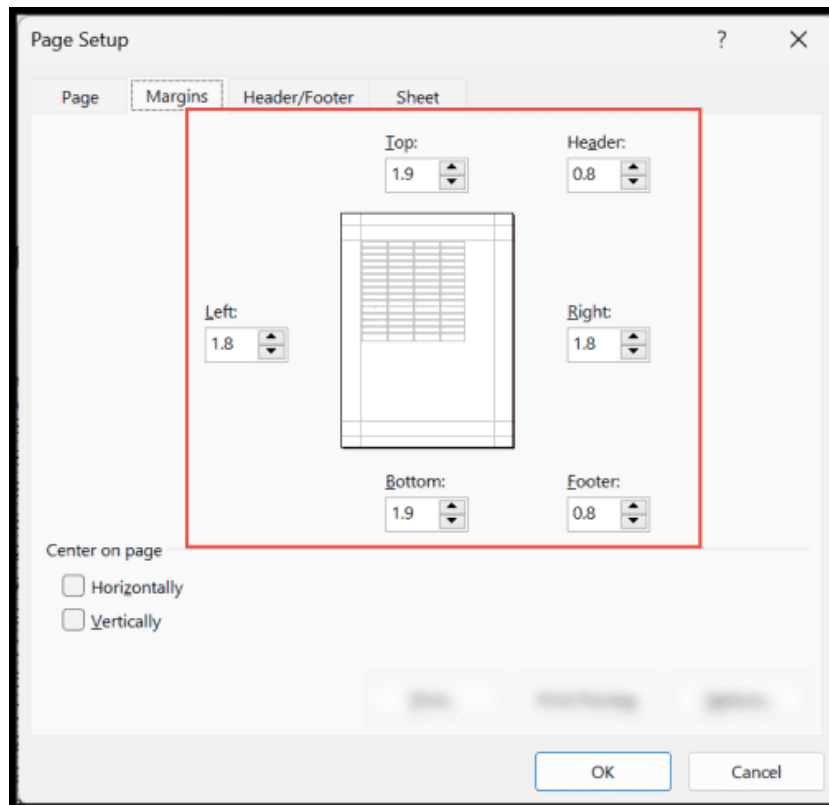 Page Setup ?
Page Margins Header/Footer Sheet
Top: Header:
1.9 0.8
Left: Right:
1.8 1.8
Bottom: Footer:
1.9 0.8
Center on page
Horizontally
Vertically
OK Cancel